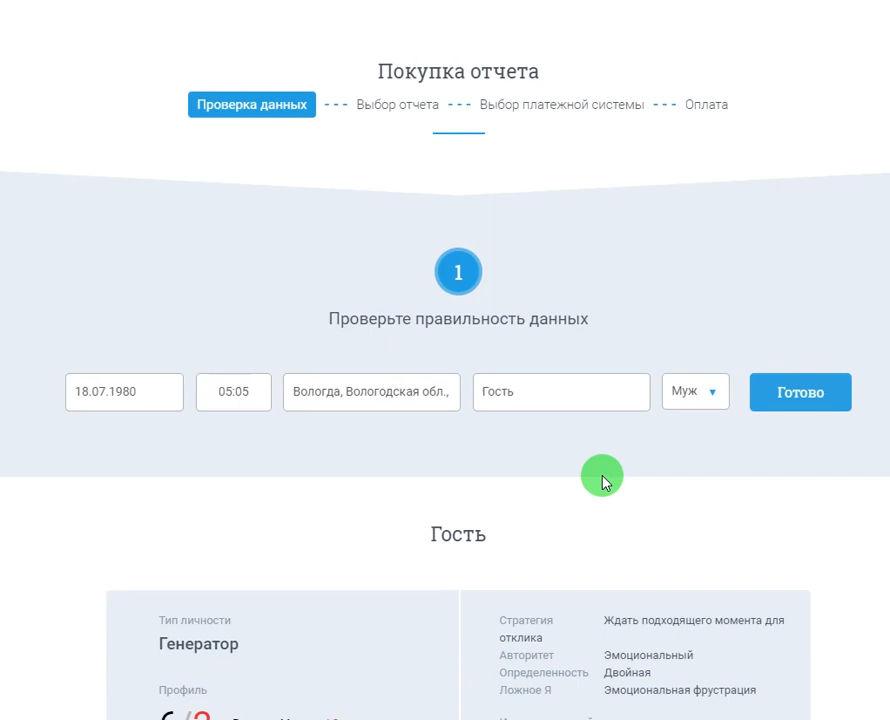 Покупка отчета
Проверка данных --- Выбор отчета --- Выбор платежной системы --- Оплата
1
Проверьте правильность данных
18.07.1980 05:05 Вологда, Вологодская обл., Гость Муж ▼ Готово
Гость
Тип личности
Генератор
Профиль
Стратегия Ждать подходящего момента для
отклика
Авторитет Эмоциональный
Определенность Двойная
Ложное Я Эмоциональная фрустрация